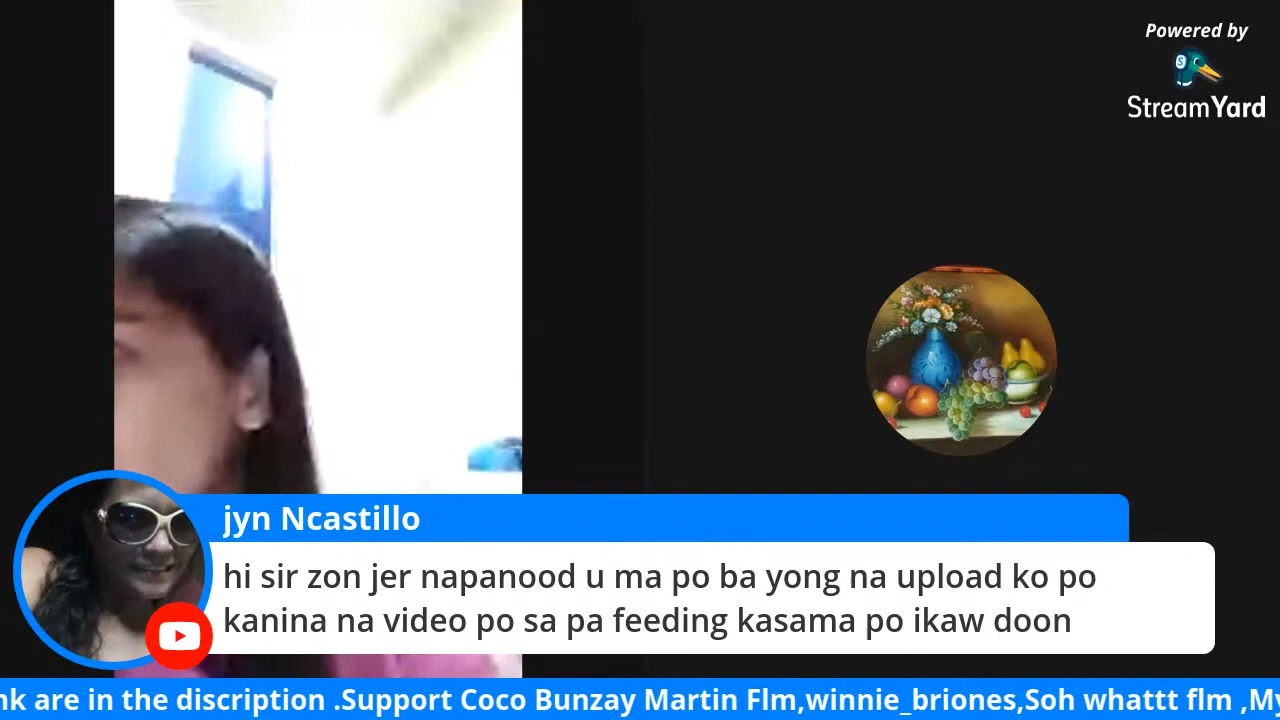 Powered by
StreamYard
jyn Ncastillo
hi sir zon jer napanood u ma po ba yong na upload ko po
kanina na video po sa pa feeding kasama po ikaw doon
nk are in the discription .Support Coco Bunzay Martin Flm,winnie_briones,Soh whattt flm ,My